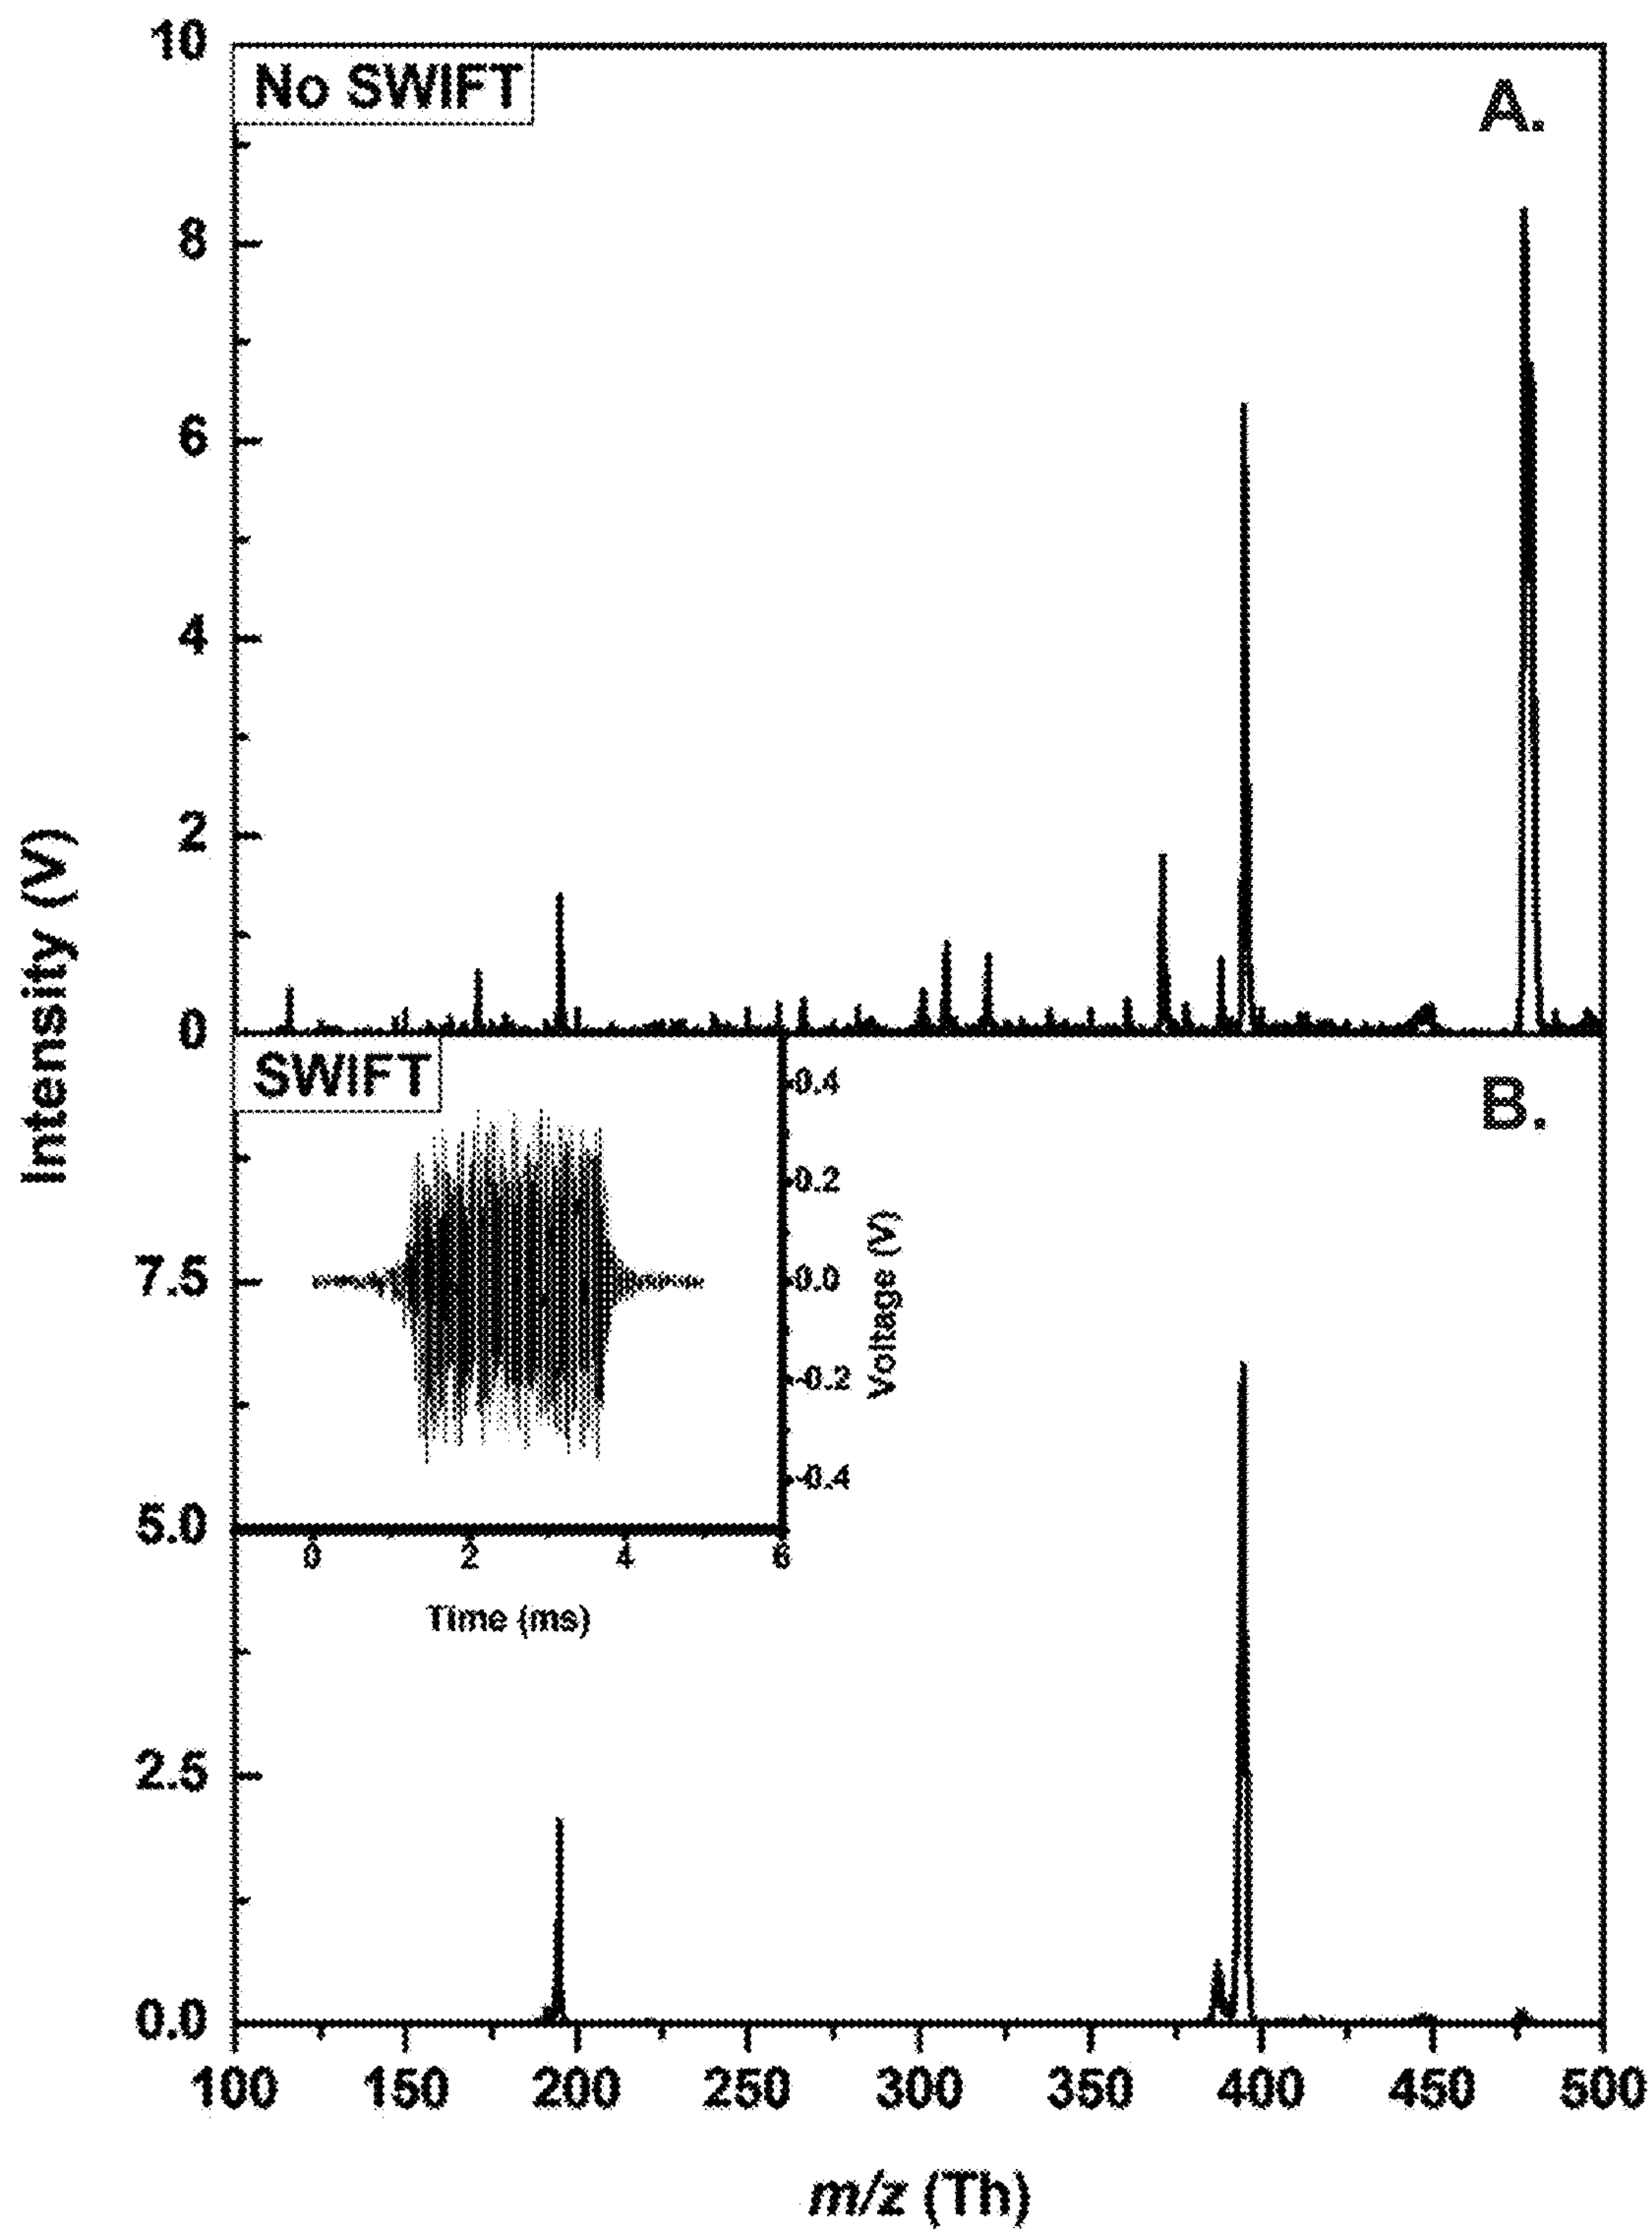 10
No SWIFT
A.
8
6
4
2
0
Intensity (V)
SWIFT
B.
0.4
0.2
0.0
-0.2
-0.4
Voltage (V)
7.5
5.0
0 2 4 6
Time (ms)
2.5
0.0
100 150 200 250 300 350 400 450 500
m/z (Th)